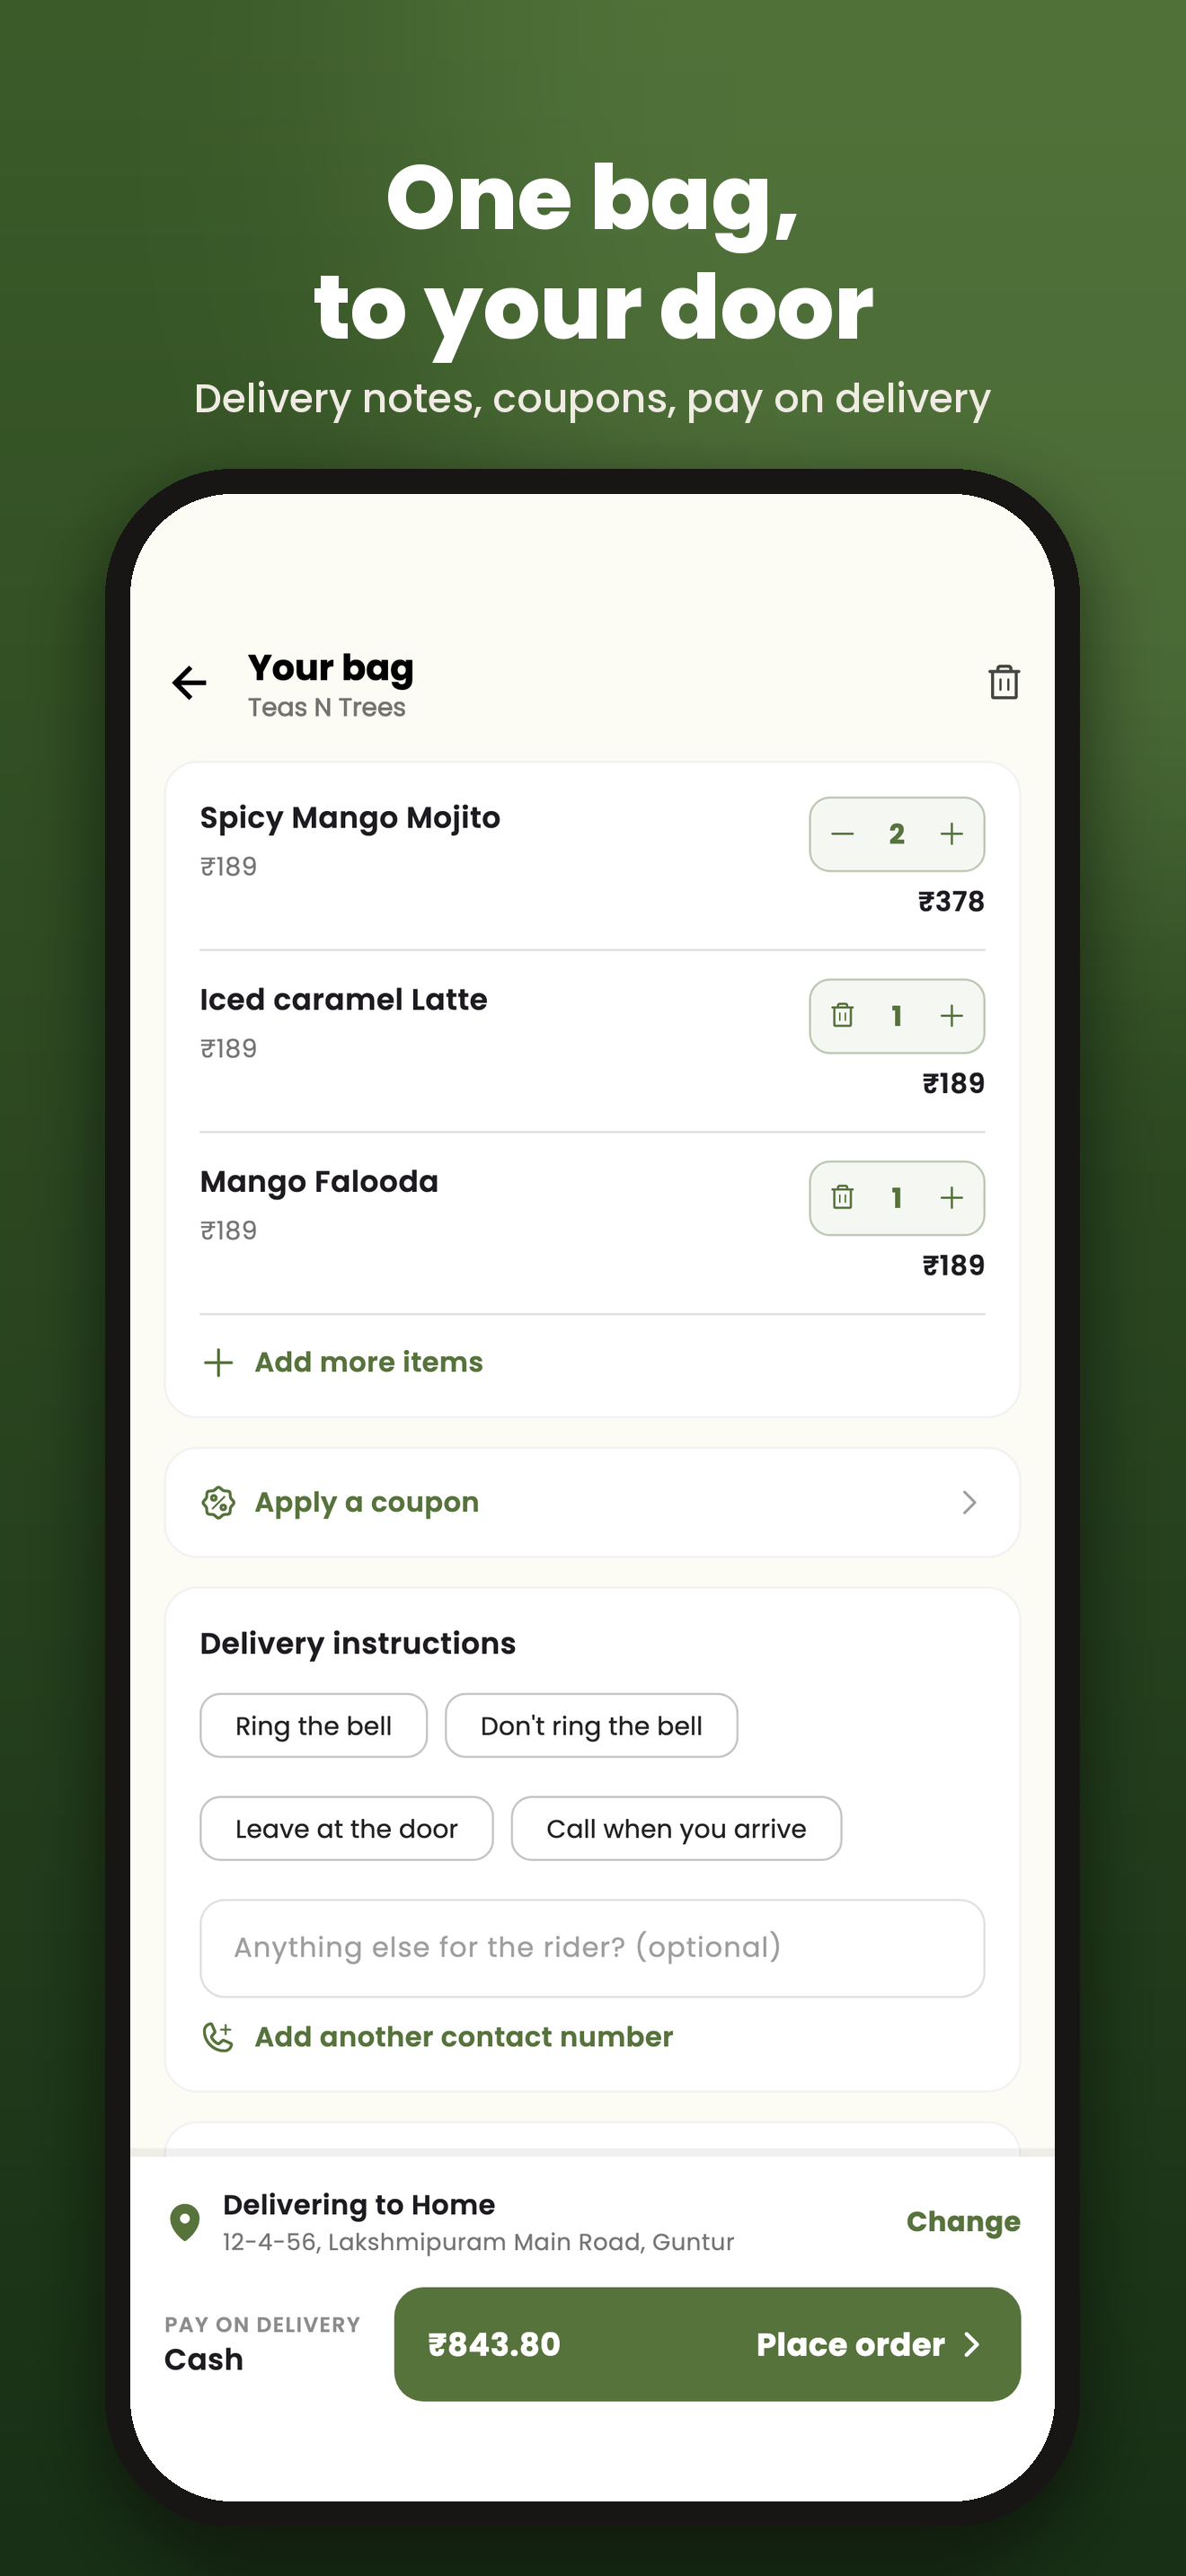 One bag,
to your door
Delivery notes, coupons, pay on delivery
Your bag
Teas N Trees
Spicy Mango Mojito
2
₹189
₹378
Iced caramel Latte
1
₹189
₹189
Mango Falooda
1
₹189
₹189
Add more items
Apply a coupon
Delivery instructions
Ring the bell
Don't ring the bell
Leave at the door
Call when you arrive
Anything else for the rider? (optional)
Add another contact number
Delivering to Home
12-4-56, Lakshmipuram Main Road, Guntur
Change
PAY ON DELIVERY
Cash
₹843.80
Place order